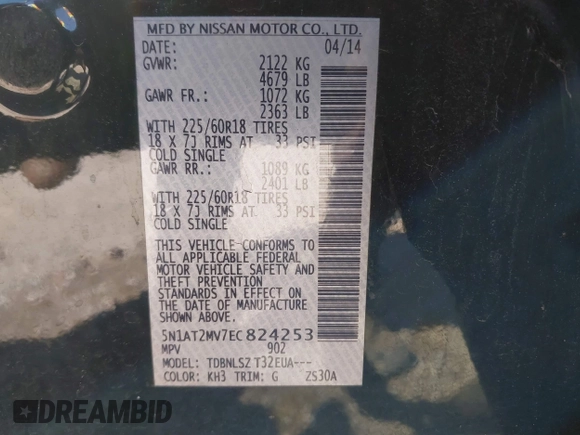 MFD BY NISSAN MOTOR CO., LTD.
DATE: 04/14
GVWR: 2122 KG
4679 LB
GAWR FR.: 1072 KG
2363 LB
WITH 225/60R18 TIRES
18 X 7J RIMS AT 33 PSI
COLD SINGLE
GAWR RR.: 1089 KG
2401 LB
WITH 225/60R18 TIRES
18 X 7J RIMS AT 33 PSI
COLD SINGLE
THIS VEHICLE CONFORMS TO
ALL APPLICABLE FEDERAL
MOTOR VEHICLE SAFETY AND
THEFT PREVENTION
STANDARDS IN EFFECT ON
THE DATE OF MANUFACTURE
SHOWN ABOVE.
5N1AT2MV7EC824253
MPV 902
MODEL: TDBNLSZ T32EUA---
COLOR: KH3 TRIM: G ZS30A
DREAMBID